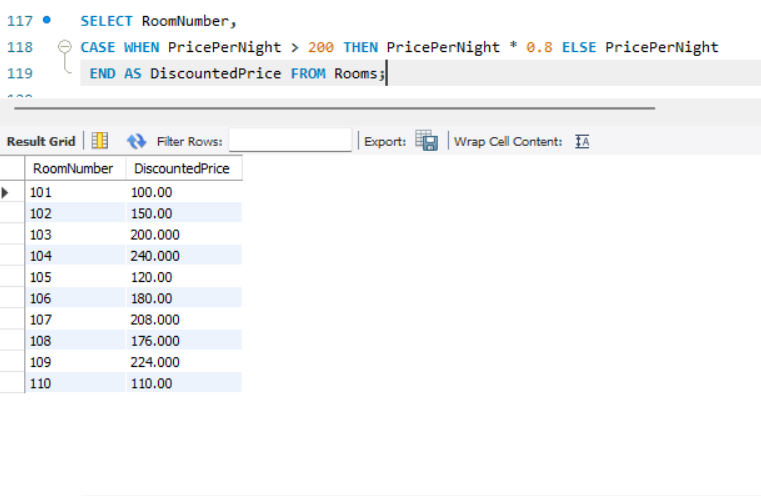 117 SELECT RoomNumber,
118 CASE WHEN PricePerNight > 200 THEN PricePerNight * 0.8 ELSE PricePerNight
119 END AS DiscountedPrice FROM Rooms;
Result Grid Filter Rows: Export: Wrap Cell Content: IA
RoomNumber DiscountedPrice
101 100.00
102 150.00
103 200.000
104 240.000
105 120.00
106 180.00
107 208.000
108 176.000
109 224.000
110 110.00